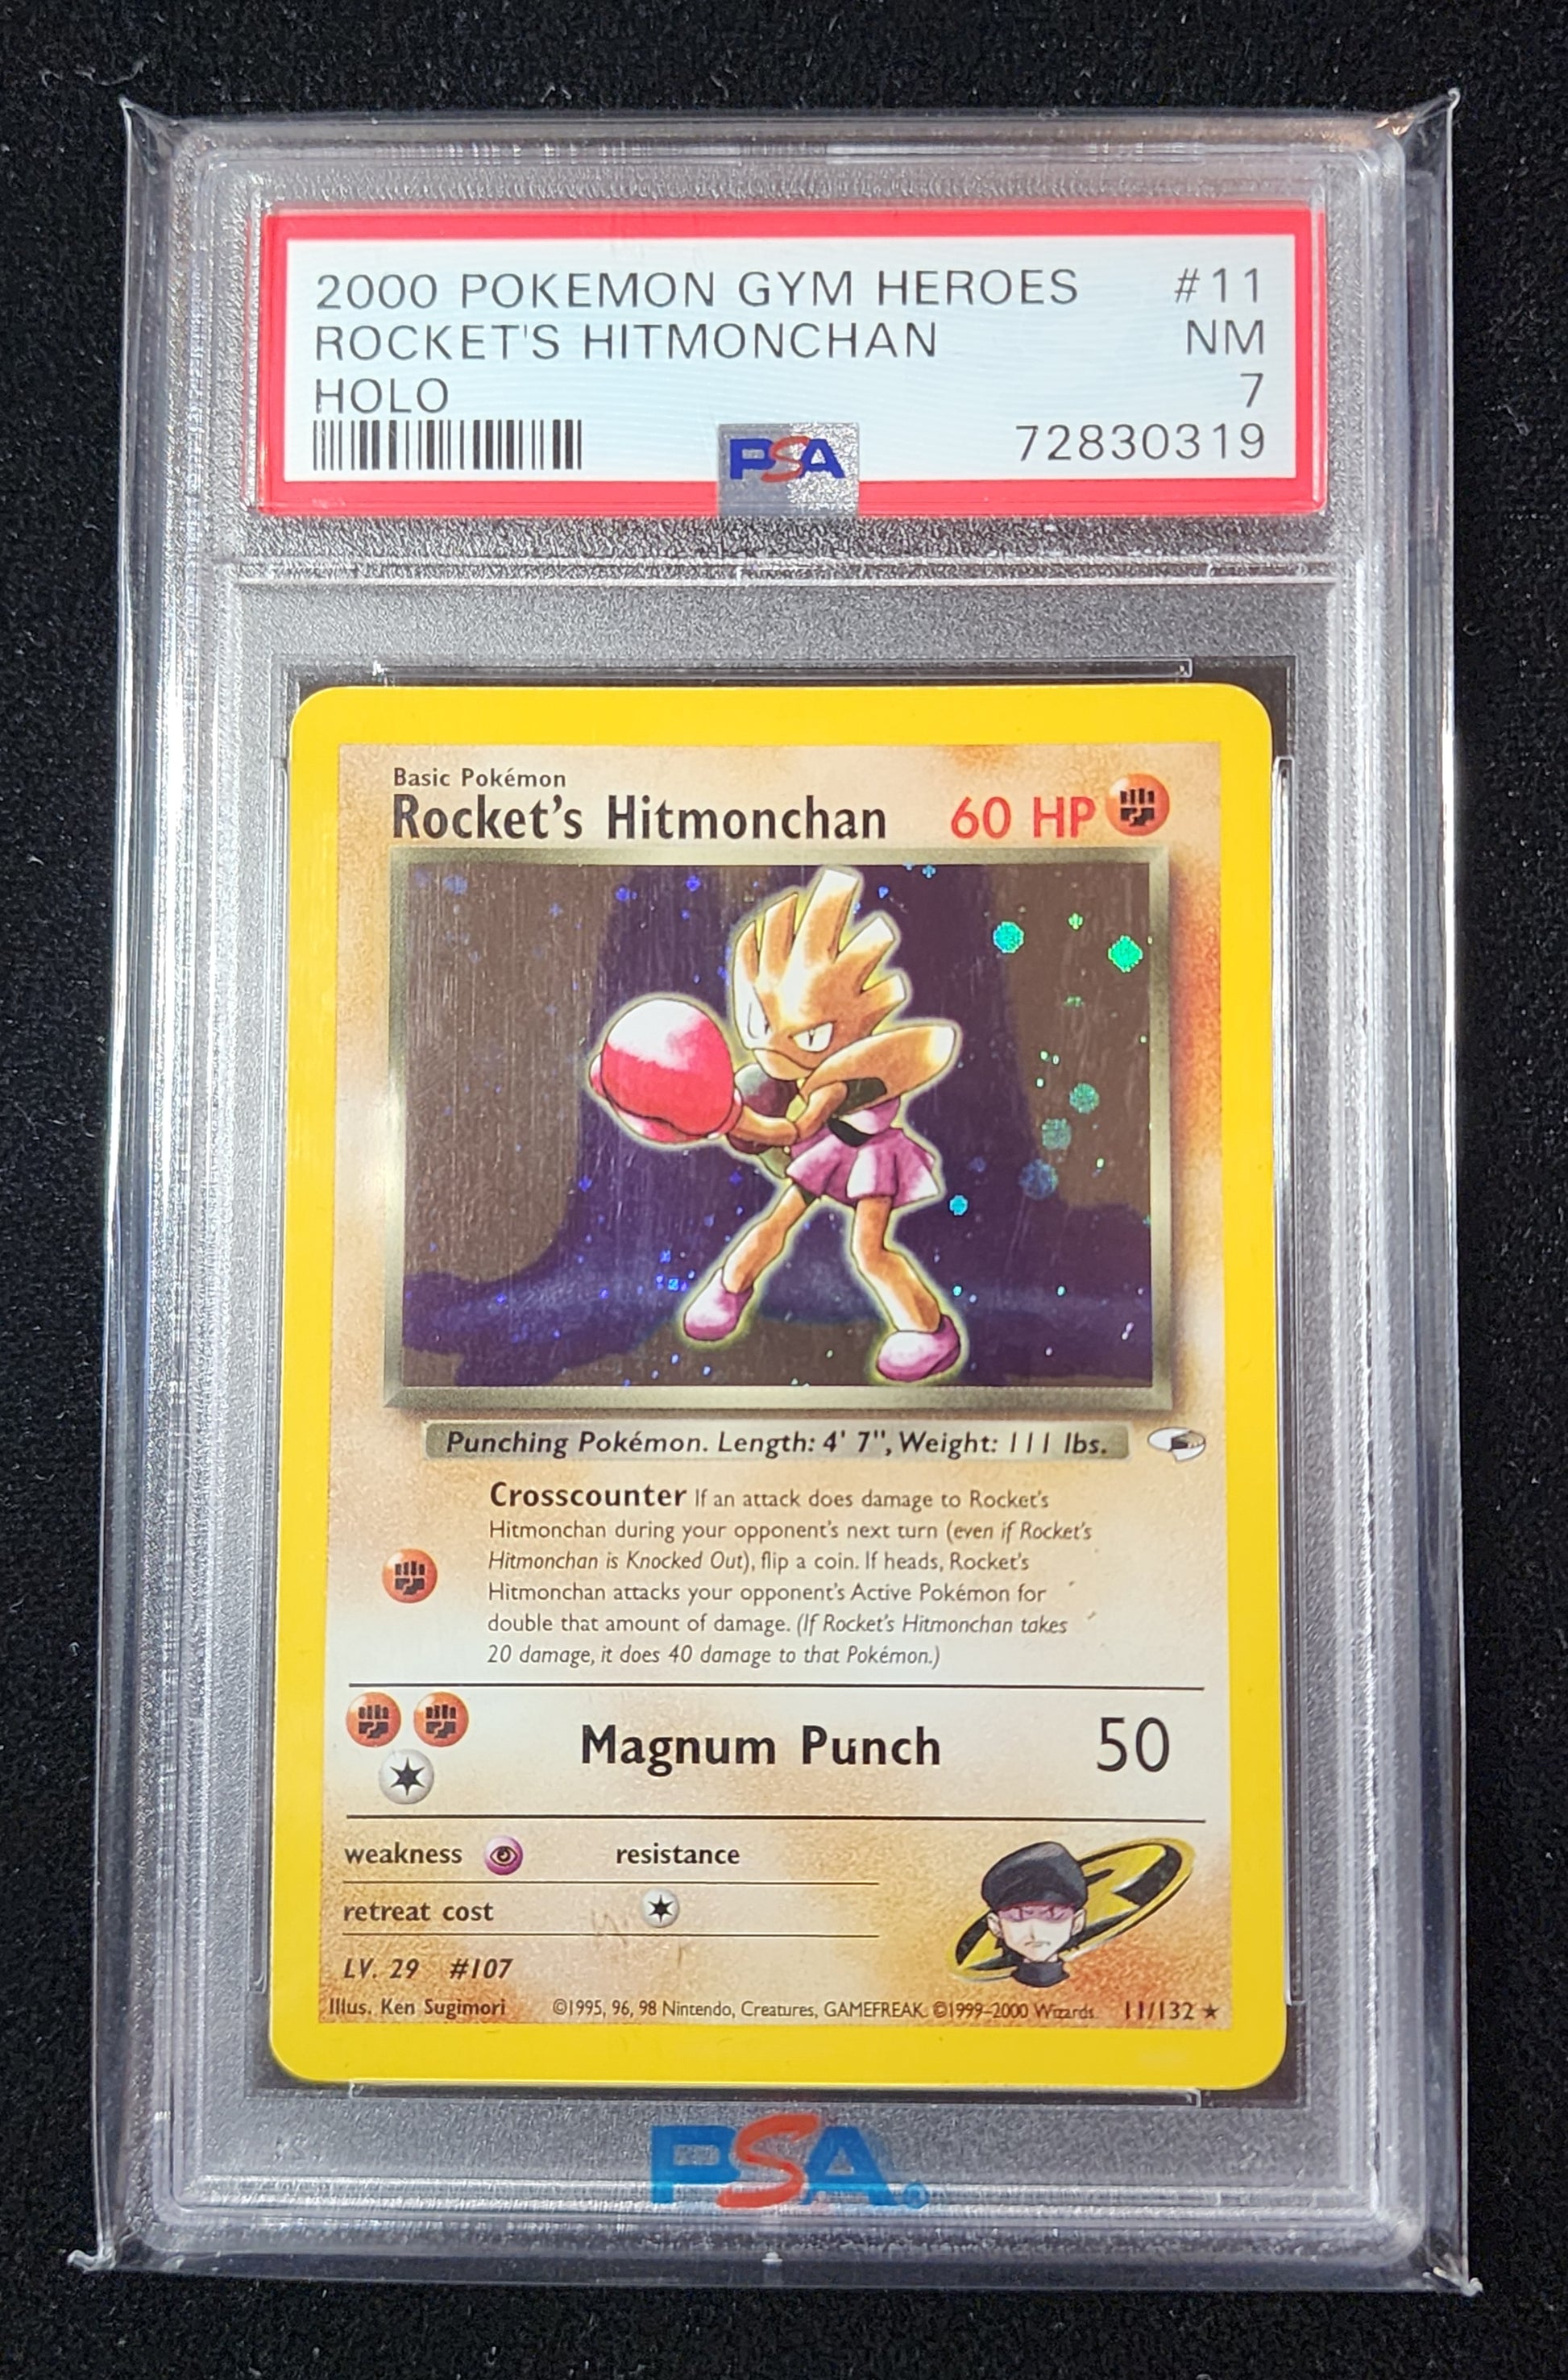 2000 POKEMON GYM HEROES #11
ROCKET'S HITMONCHAN NM
HOLO 7
PSA 72830319
Basic Pokémon
Rocket's Hitmonchan 60 HP
Punching Pokémon. Length: 4' 7", Weight: 111 lbs.
Crosscounter If an attack does damage to Rocket's
Hitmonchan during your opponent's next turn (even if Rocket's
Hitmonchan is Knocked Out), flip a coin. If heads, Rocket's
Hitmonchan attacks your opponent's Active Pokémon for
double that amount of damage. (If Rocket's Hitmonchan takes
20 damage, it does 40 damage to that Pokémon.)
Magnum Punch 50
weakness resistance
retreat cost
LV. 29 #107
Illus. Ken Sugimori ©1995, 96, 98 Nintendo, Creatures, GAMEFREAK. ©1999–2000 Wizards. 11/132 ★
PSA®